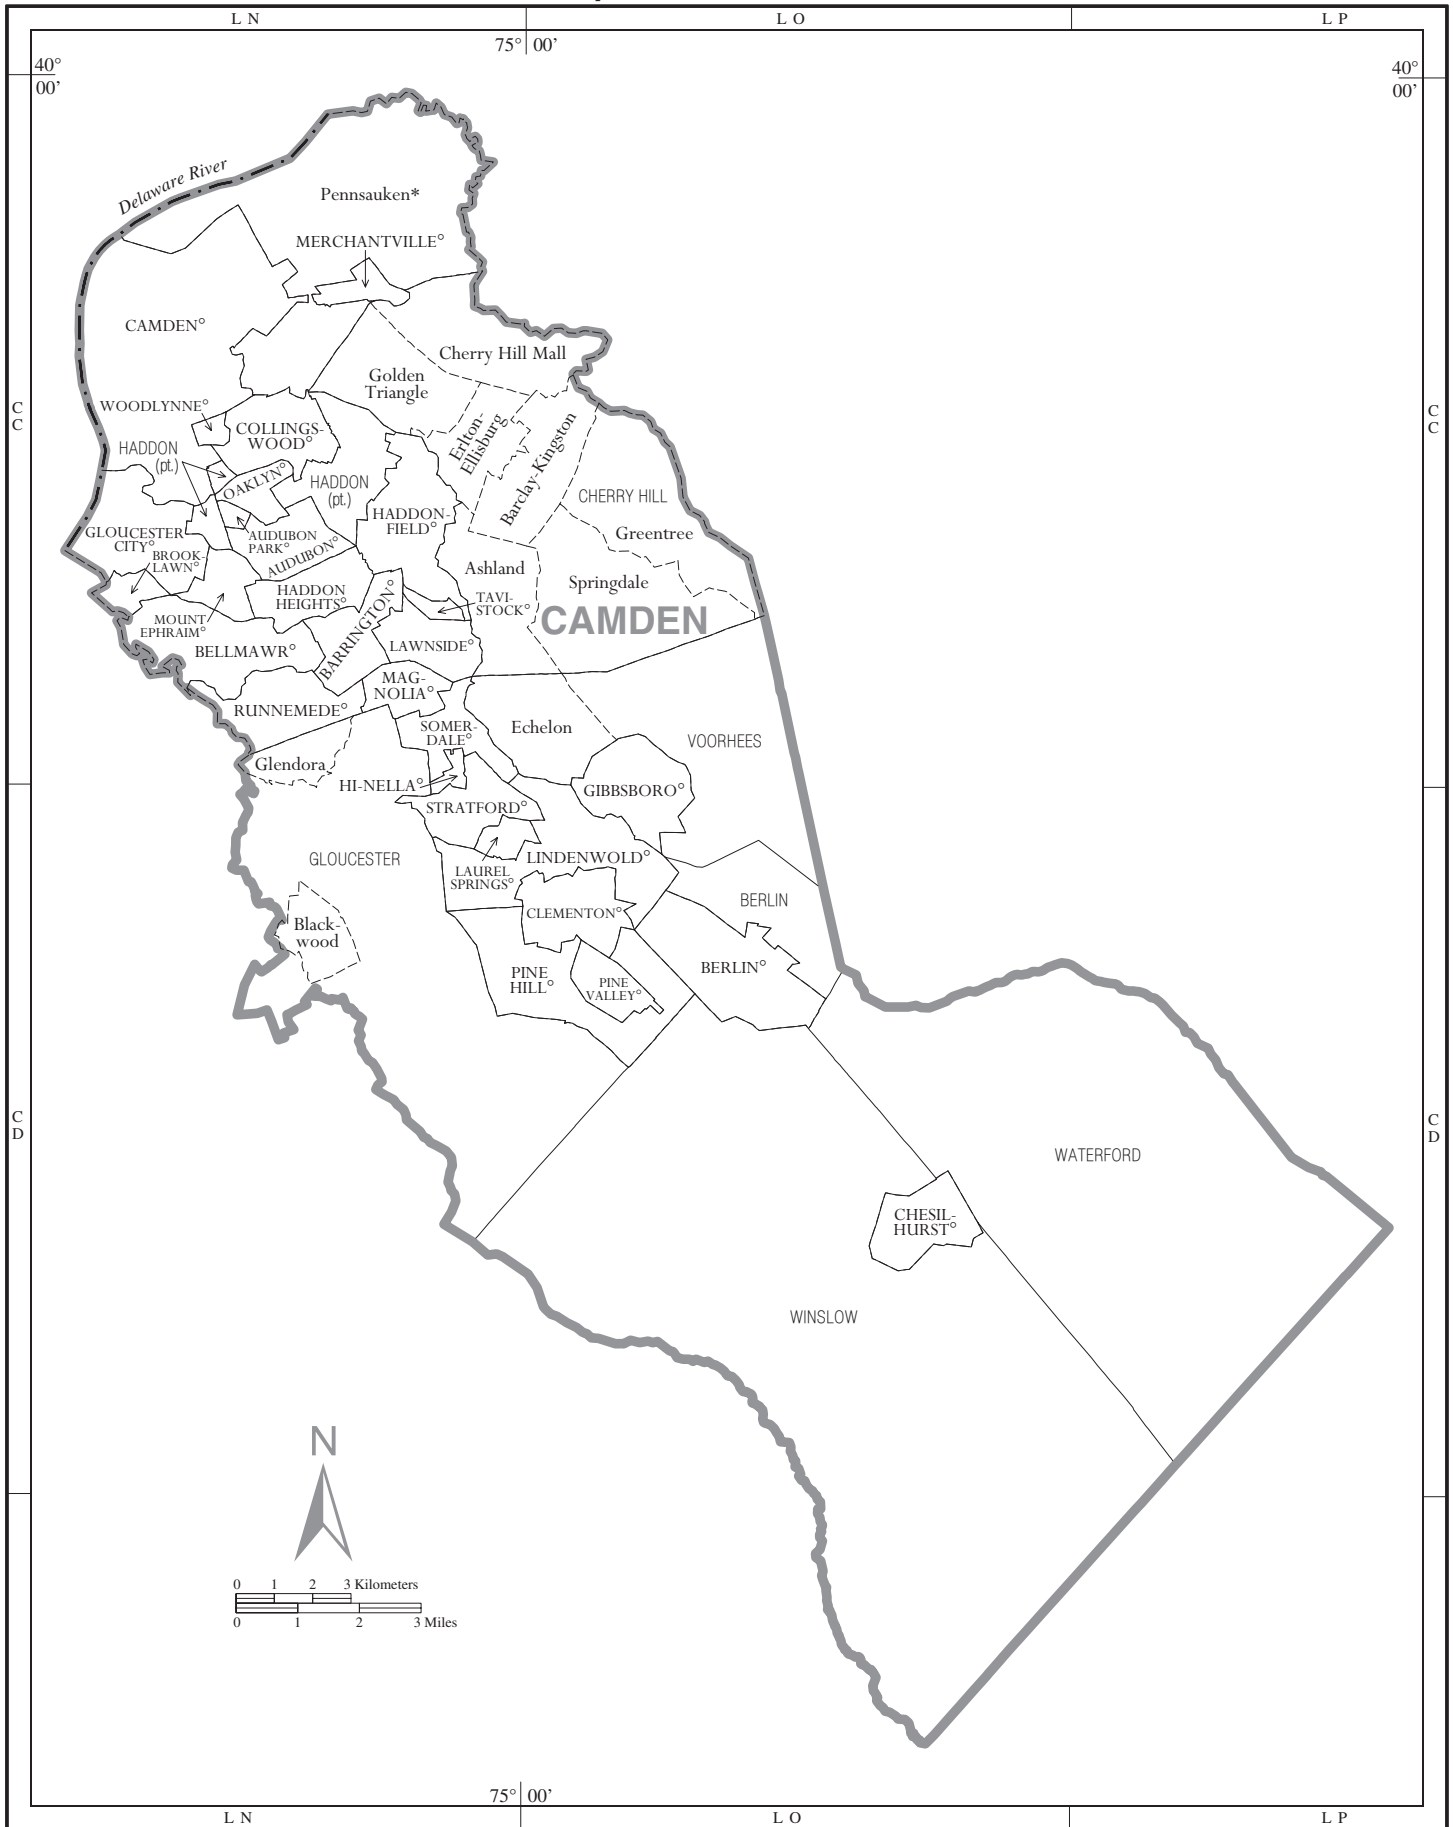 L N
L O
L P
75° 00'
40°
00'
40°
00'
Delaware River
Pennsauken*
MERCHANTVILLE°
CAMDEN°
Cherry Hill Mall
Golden
Triangle
C
C
C
C
WOODLYNNE°
COLLINGS-
WOOD°
Erlton-
Ellisburg
Barclay-Kingston
HADDON
(pt.)
OAKLYN°
HADDON
(pt.)
CHERRY HILL
HADDON-
FIELD°
Greentree
GLOUCESTER
CITY°
AUDUBON
PARK°
AUDUBON°
BROOK-
LAWN°
Ashland
Springdale
HADDON
HEIGHTS°
BARRINGTON°
TAVI-
STOCK°
CAMDEN
MOUNT
EPHRAIM°
BELLMAWR°
LAWNSIDE°
MAG-
NOLIA°
RUNNEMEDE°
SOMER-
DALE°
Echelon
VOORHEES
Glendora
HI-NELLA°
GIBBSBORO°
STRATFORD°
GLOUCESTER
LINDENWOLD°
LAUREL
SPRINGS°
BERLIN
CLEMENTON°
Black-
wood
PINE
HILL°
PINE
VALLEY°
BERLIN°
C
D
C
D
WATERFORD
CHESIL-
HURST°
WINSLOW
N
0 1 2 3 Kilometers
0 1 2 3 Miles
75° 00'
L N
L O
L P